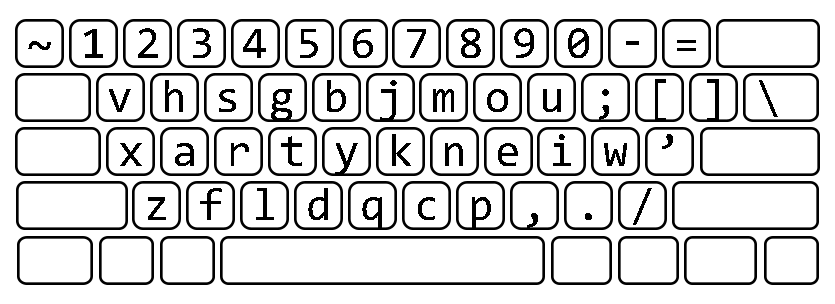 ~ 1 2 3 4 5 6 7 8 9 0 - =
v h s g b j m o u ; [ ] \
x a r t y k n e i w ’
z f l d q c p , . /